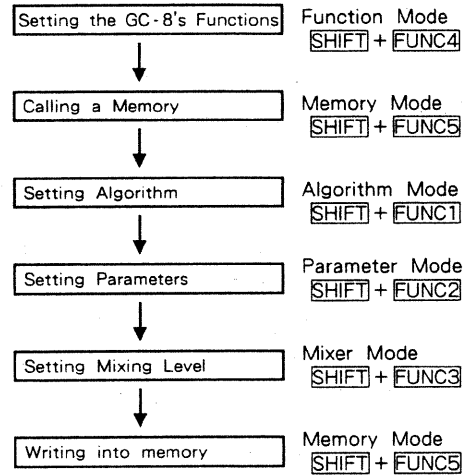 Setting the GC-8's Functions
Function Mode
SHIFT + FUNC4
Calling a Memory
Memory Mode
SHIFT + FUNC5
Setting Algorithm
Algorithm Mode
SHIFT + FUNC1
Setting Parameters
Parameter Mode
SHIFT + FUNC2
Setting Mixing Level
Mixer Mode
SHIFT + FUNC3
Writing into memory
Memory Mode
SHIFT + FUNC5